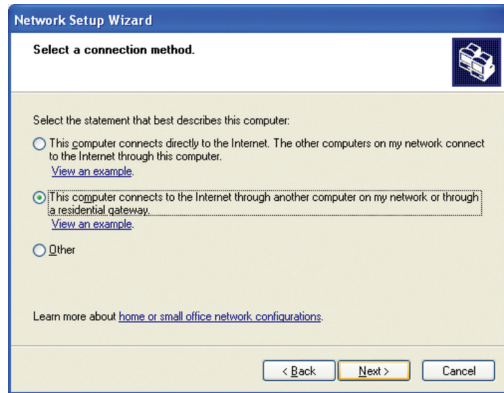 Network Setup Wizard
Select a connection method.
Select the statement that best describes this computer:
This computer connects directly to the Internet. The other computers on my network connect
to the Internet through this computer.
View an example.
This computer connects to the Internet through another computer on my network or through
a residential gateway.
View an example.
Other
Learn more about home or small office network configurations.
< Back
Next >
Cancel